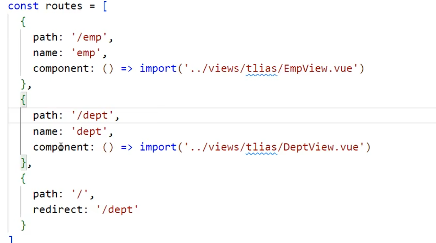 const routes = [
  {
    path: '/emp',
    name: 'emp',
    component: () => import('../views/tlias/EmpView.vue')
  },
  {
    path: '/dept',
    name: 'dept',
    component: () => import('../views/tlias/DeptView.vue')
  },
  {
    path: '/',
    redirect: '/dept'
  }
]